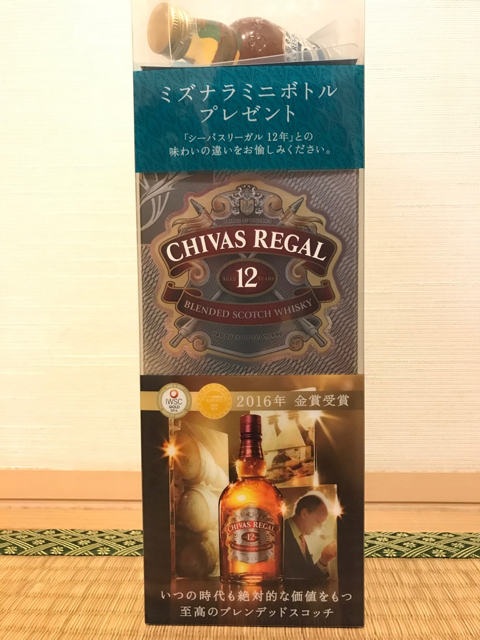 ミズナラミニボトル
プレゼント
「シーバスリーガル 12年」との
味わいの違いをお愉しみください。
CHIVAS REGAL
12
BLENDED SCOTCH WHISKY
IWSC
GOLD
2016年 金賞受賞
CHIVAS REGAL
12
いつの時代も絶対的な価値をもつ
至高のブレンデッドスコッチ